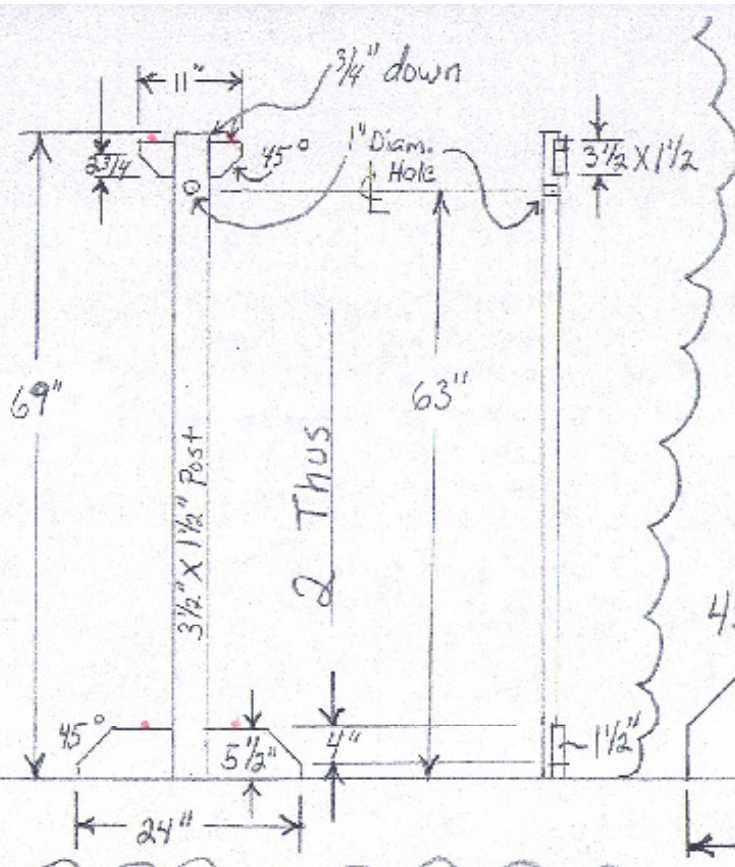 11"
3/4" down
2 3/4
45°
1" Diam.
Hole
3 1/2 X 1 1/2
69"
63"
3 1/2" X 1 1/2" Post
2 Thus
45°
5 1/2"
4"
1 1/2"
24"